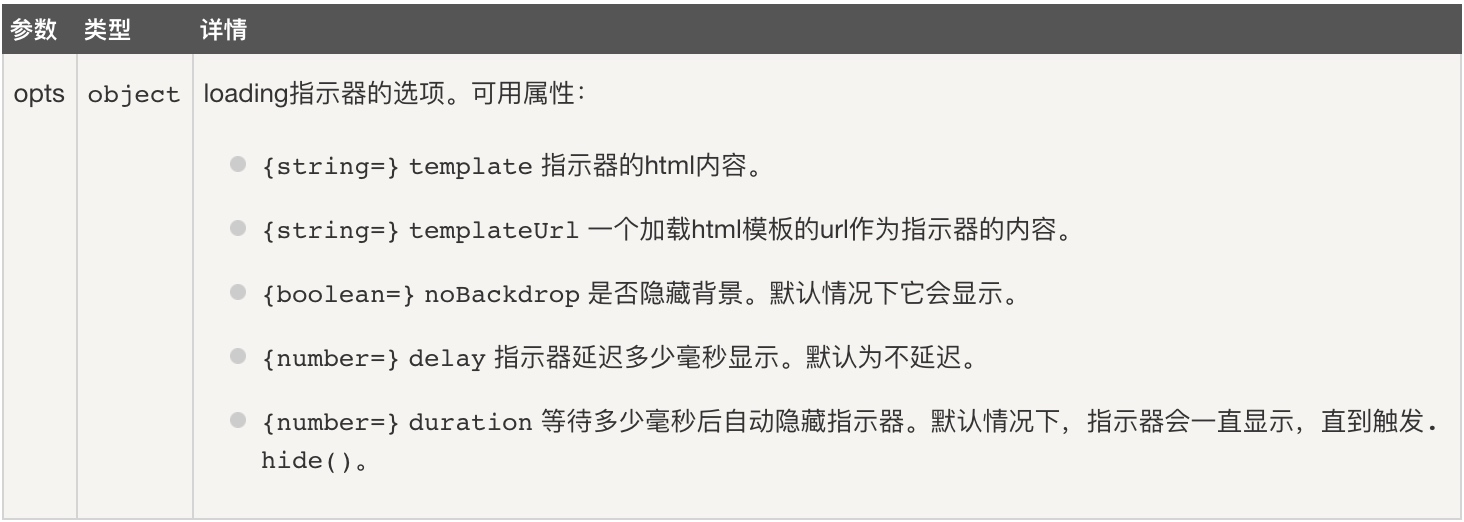 参数 类型 详情
opts object loading指示器的选项。可用属性：
{string=} template 指示器的html内容。
{string=} templateUrl 一个加载html模板的url作为指示器的内容。
{boolean=} noBackdrop 是否隐藏背景。默认情况下它会显示。
{number=} delay 指示器延迟多少毫秒显示。默认为不延迟。
{number=} duration 等待多少毫秒后自动隐藏指示器。默认情况下，指示器会一直显示，直到触发.
hide()。